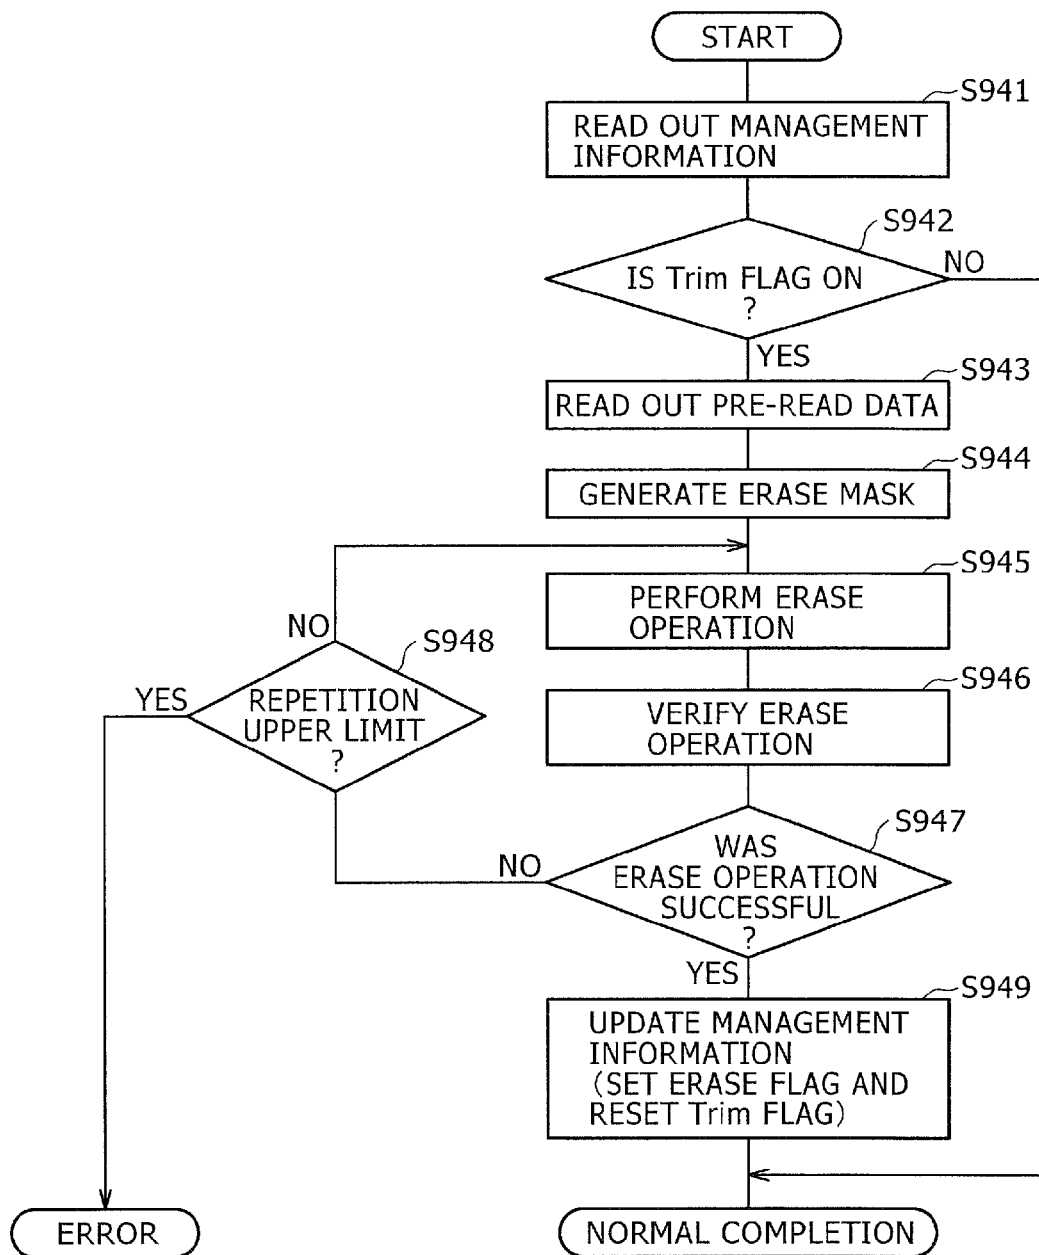 START
S941
READ OUT MANAGEMENT
INFORMATION
S942
IS Trim FLAG ON
?
NO
YES
S943
READ OUT PRE-READ DATA
S944
GENERATE ERASE MASK
S945
PERFORM ERASE
OPERATION
NO
S948
YES
REPETITION
UPPER LIMIT
?
S946
VERIFY ERASE
OPERATION
S947
NO
WAS
ERASE OPERATION
SUCCESSFUL
?
YES
S949
UPDATE MANAGEMENT
INFORMATION
(SET ERASE FLAG AND
RESET Trim FLAG)
ERROR
NORMAL COMPLETION